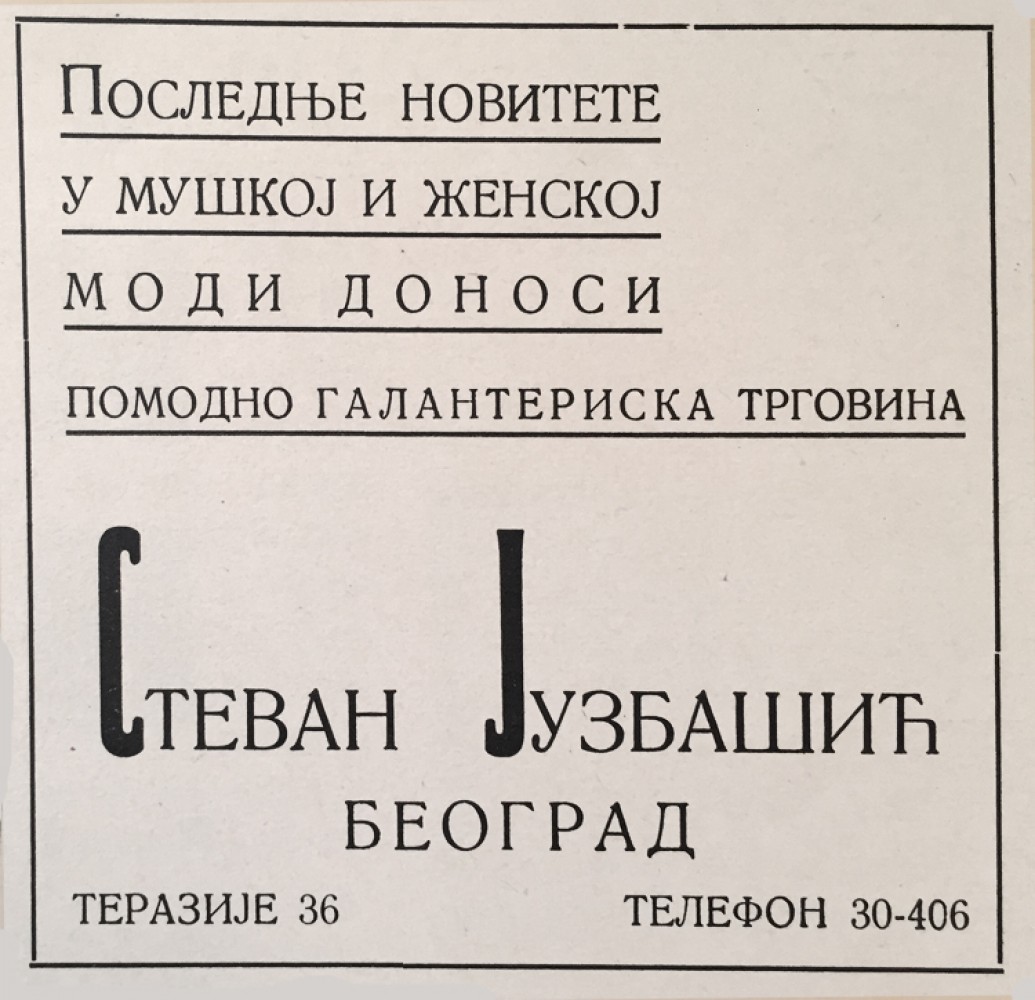 Последње новитете
у мушкој и женској
моди доноси
помодно галантериска трговина
Стеван Јузбашић
Београд
Теразије 36 Телефон 30-406